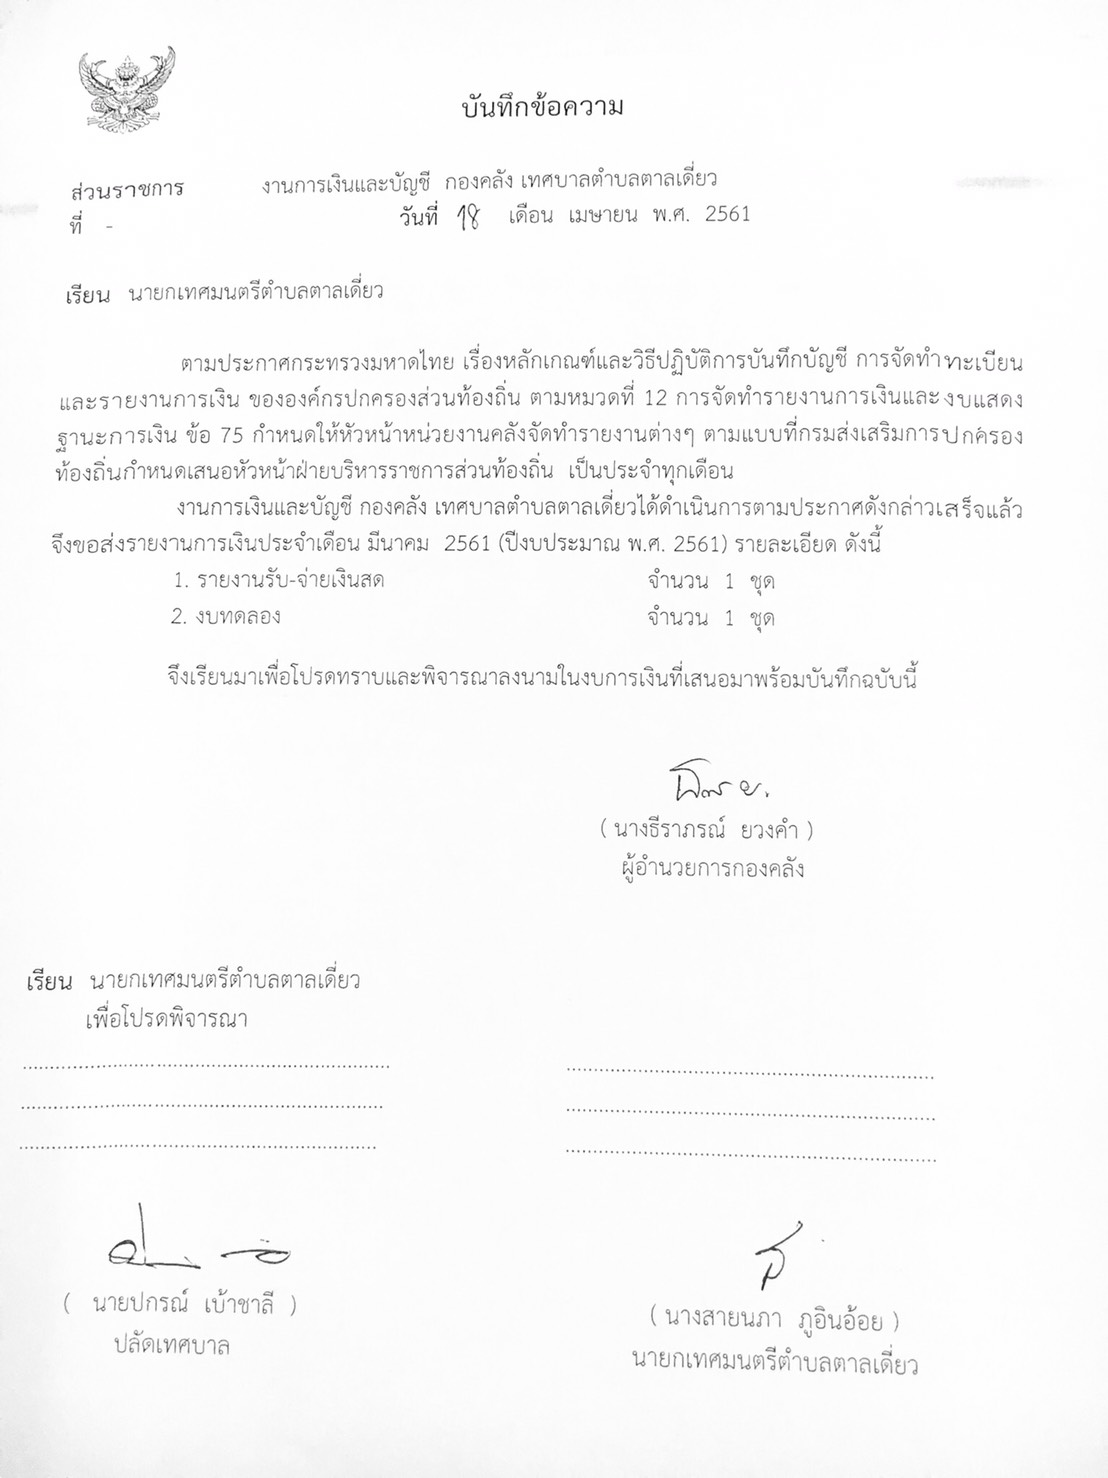 บันทึกข้อความ
ส่วนราชการ งานการเงินและบัญชี กองคลัง เทศบาลตำบลตาลเดี่ยว
ที่ - วันที่ 18 เดือน เมษายน พ.ศ. 2561
เรียน นายกเทศมนตรีตำบลตาลเดี่ยว
ตามประกาศกระทรวงมหาดไทย เรื่องหลักเกณฑ์และวิธีปฏิบัติการบันทึกบัญชี การจัดทำทะเบียน
และรายงานการเงิน ขององค์กรปกครองส่วนท้องถิ่น ตามหมวดที่ 12 การจัดทำรายงานการเงินและงบแสดง
ฐานะการเงิน ข้อ 75 กำหนดให้หัวหน้าหน่วยงานคลังจัดทำรายงานต่างๆ ตามแบบที่กรมส่งเสริมการปกครอง
ท้องถิ่นกำหนดเสนอหัวหน้าฝ่ายบริหารราชการส่วนท้องถิ่น เป็นประจำทุกเดือน
งานการเงินและบัญชี กองคลัง เทศบาลตำบลตาลเดี่ยวได้ดำเนินการตามประกาศดังกล่าวเสร็จแล้ว
จึงขอส่งรายงานการเงินประจำเดือน มีนาคม 2561 (ปีงบประมาณ พ.ศ. 2561) รายละเอียด ดังนี้
1. รายงานรับ-จ่ายเงินสด จำนวน 1 ชุด
2. งบทดลอง จำนวน 1 ชุด
จึงเรียนมาเพื่อโปรดทราบและพิจารณาลงนามในงบการเงินที่เสนอมาพร้อมบันทึกฉบับนี้
( นางธีราภรณ์ ยวงคำ )
ผู้อำนวยการกองคลัง
เรียน นายกเทศมนตรีตำบลตาลเดี่ยว
เพื่อโปรดพิจารณา
( นายปกรณ์ เบ้าชาลี )
ปลัดเทศบาล
( นางสายนภา ภูอินอ้อย )
นายกเทศมนตรีตำบลตาลเดี่ยว